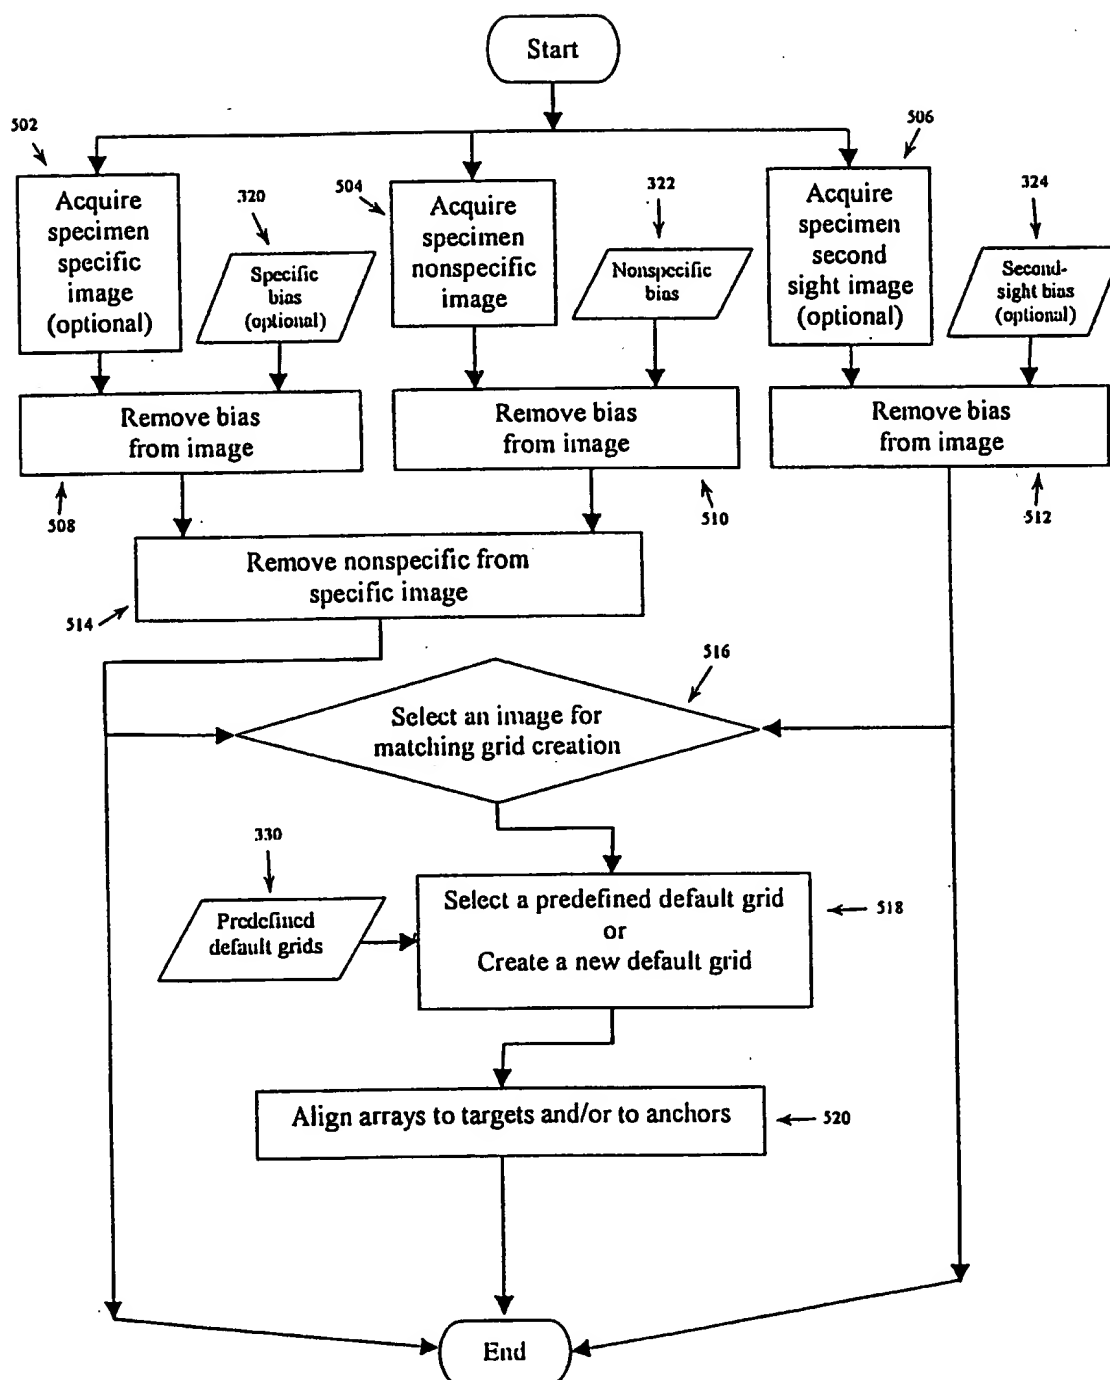 Start
502
506
Acquire
specimen
specific
image
(optional)
320
Specific
bias
(optional)
504
Acquire
specimen
nonspecific
image
322
Nonspecific
bias
Acquire
specimen
second
sight image
(optional)
324
Second-
sight bias
(optional)
Remove bias
from image
Remove bias
from image
Remove bias
from image
508
510
512
Remove nonspecific from
specific image
514
516
Select an image for
matching grid creation
330
Predefined
default grids
Select a predefined default grid
or
Create a new default grid
518
Align arrays to targets and/or to anchors
520
End